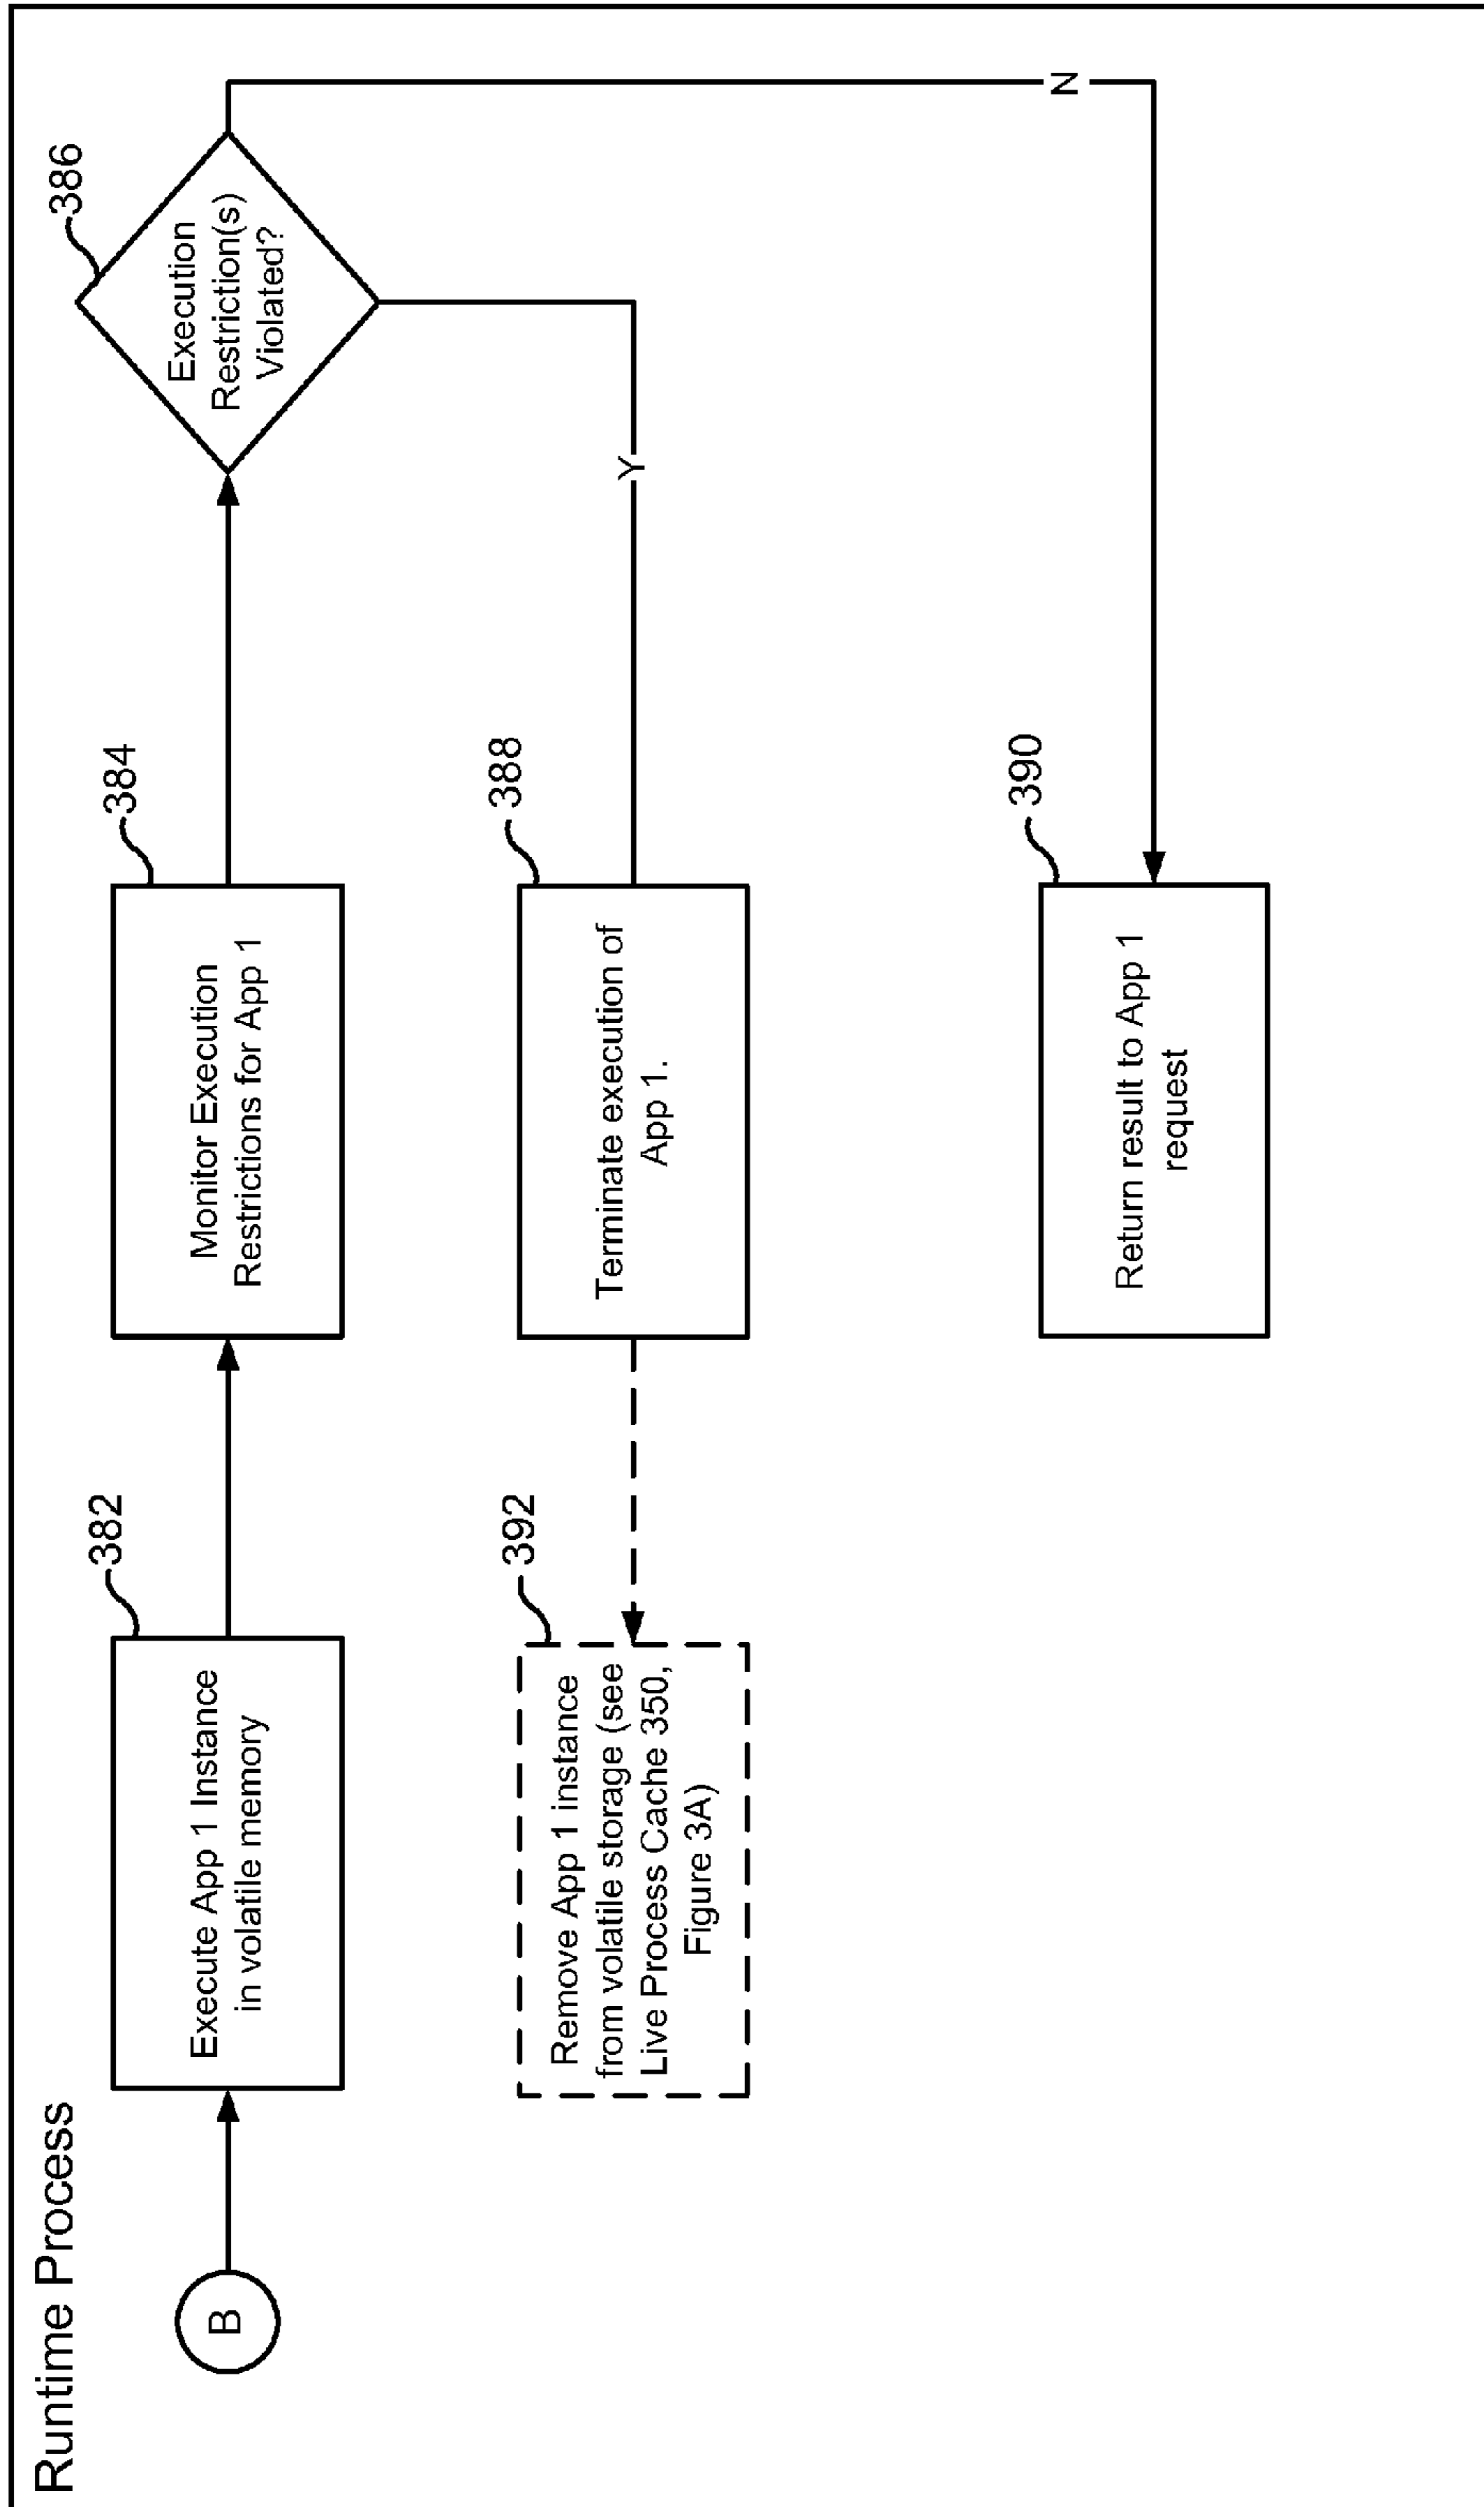 Runtime Process
B
382
Execute App 1 Instance
in volatile memory
384
Monitor Execution
Restrictions for App 1
386
Execution
Restriction(s)
Violated?
Y
N
388
Terminate execution of
App 1.
392
Remove App 1 instance
from volatile storage (see
Live Process Cache 350,
Figure 3A)
390
Return result to App 1
request